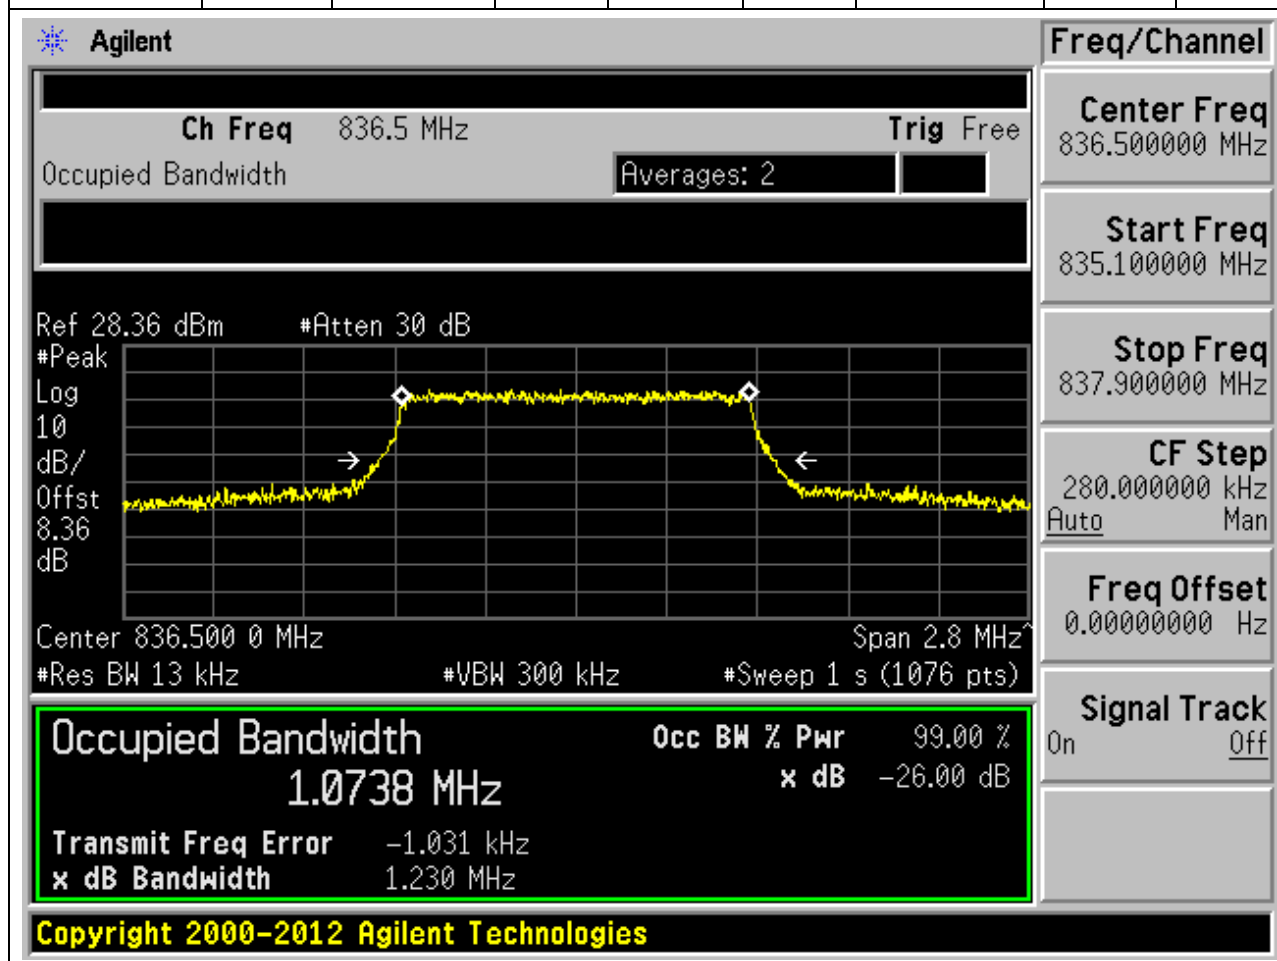 Agilent
Freq/Channel
Ch Freq 836.5 MHz Trig Free
Occupied Bandwidth Averages: 2
Center Freq
836.500000 MHz
Start Freq
835.100000 MHz
Stop Freq
837.900000 MHz
CF Step
280.000000 kHz
Auto Man
Freq Offset
0.00000000 Hz
Signal Track
On Off
Ref 28.36 dBm #Atten 30 dB
#Peak
Log
10
dB/
Offst
8.36
dB
Center 836.500 0 MHz Span 2.8 MHz^
#Res BW 13 kHz #VBW 300 kHz #Sweep 1 s (1076 pts)
Occupied Bandwidth
1.0738 MHz
Occ BW % Pwr 99.00 %
x dB -26.00 dB
Transmit Freq Error -1.031 kHz
x dB Bandwidth 1.230 MHz
Copyright 2000-2012 Agilent Technologies